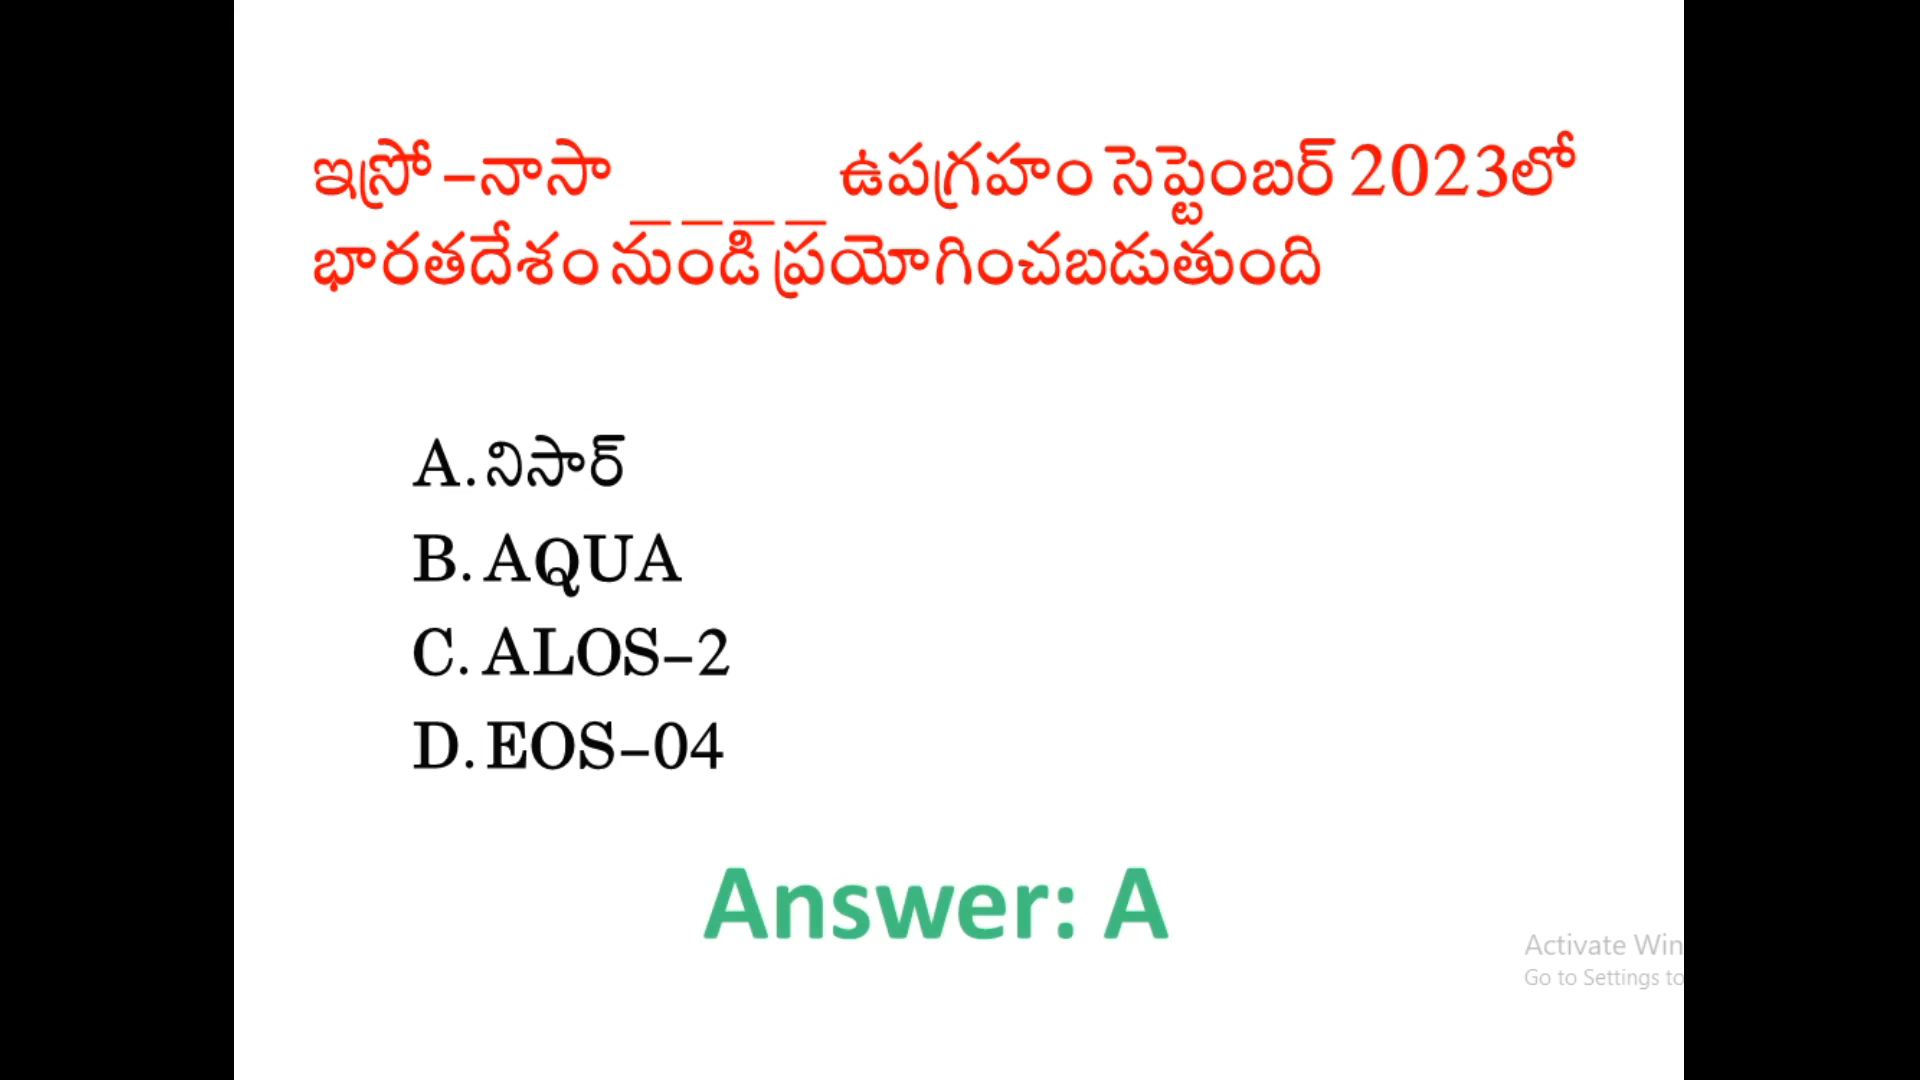 ఇస్రో -నాసా ____ ఉపగ్రహం సెప్టెంబర్ 2023లో
భారతదేశం నుండి ప్రయోగించబడుతుంది
A. నిసార్
B. AQUA
C. ALOS-2
D. EOS-04
Answer: A
Activate Win
Go to Settings to